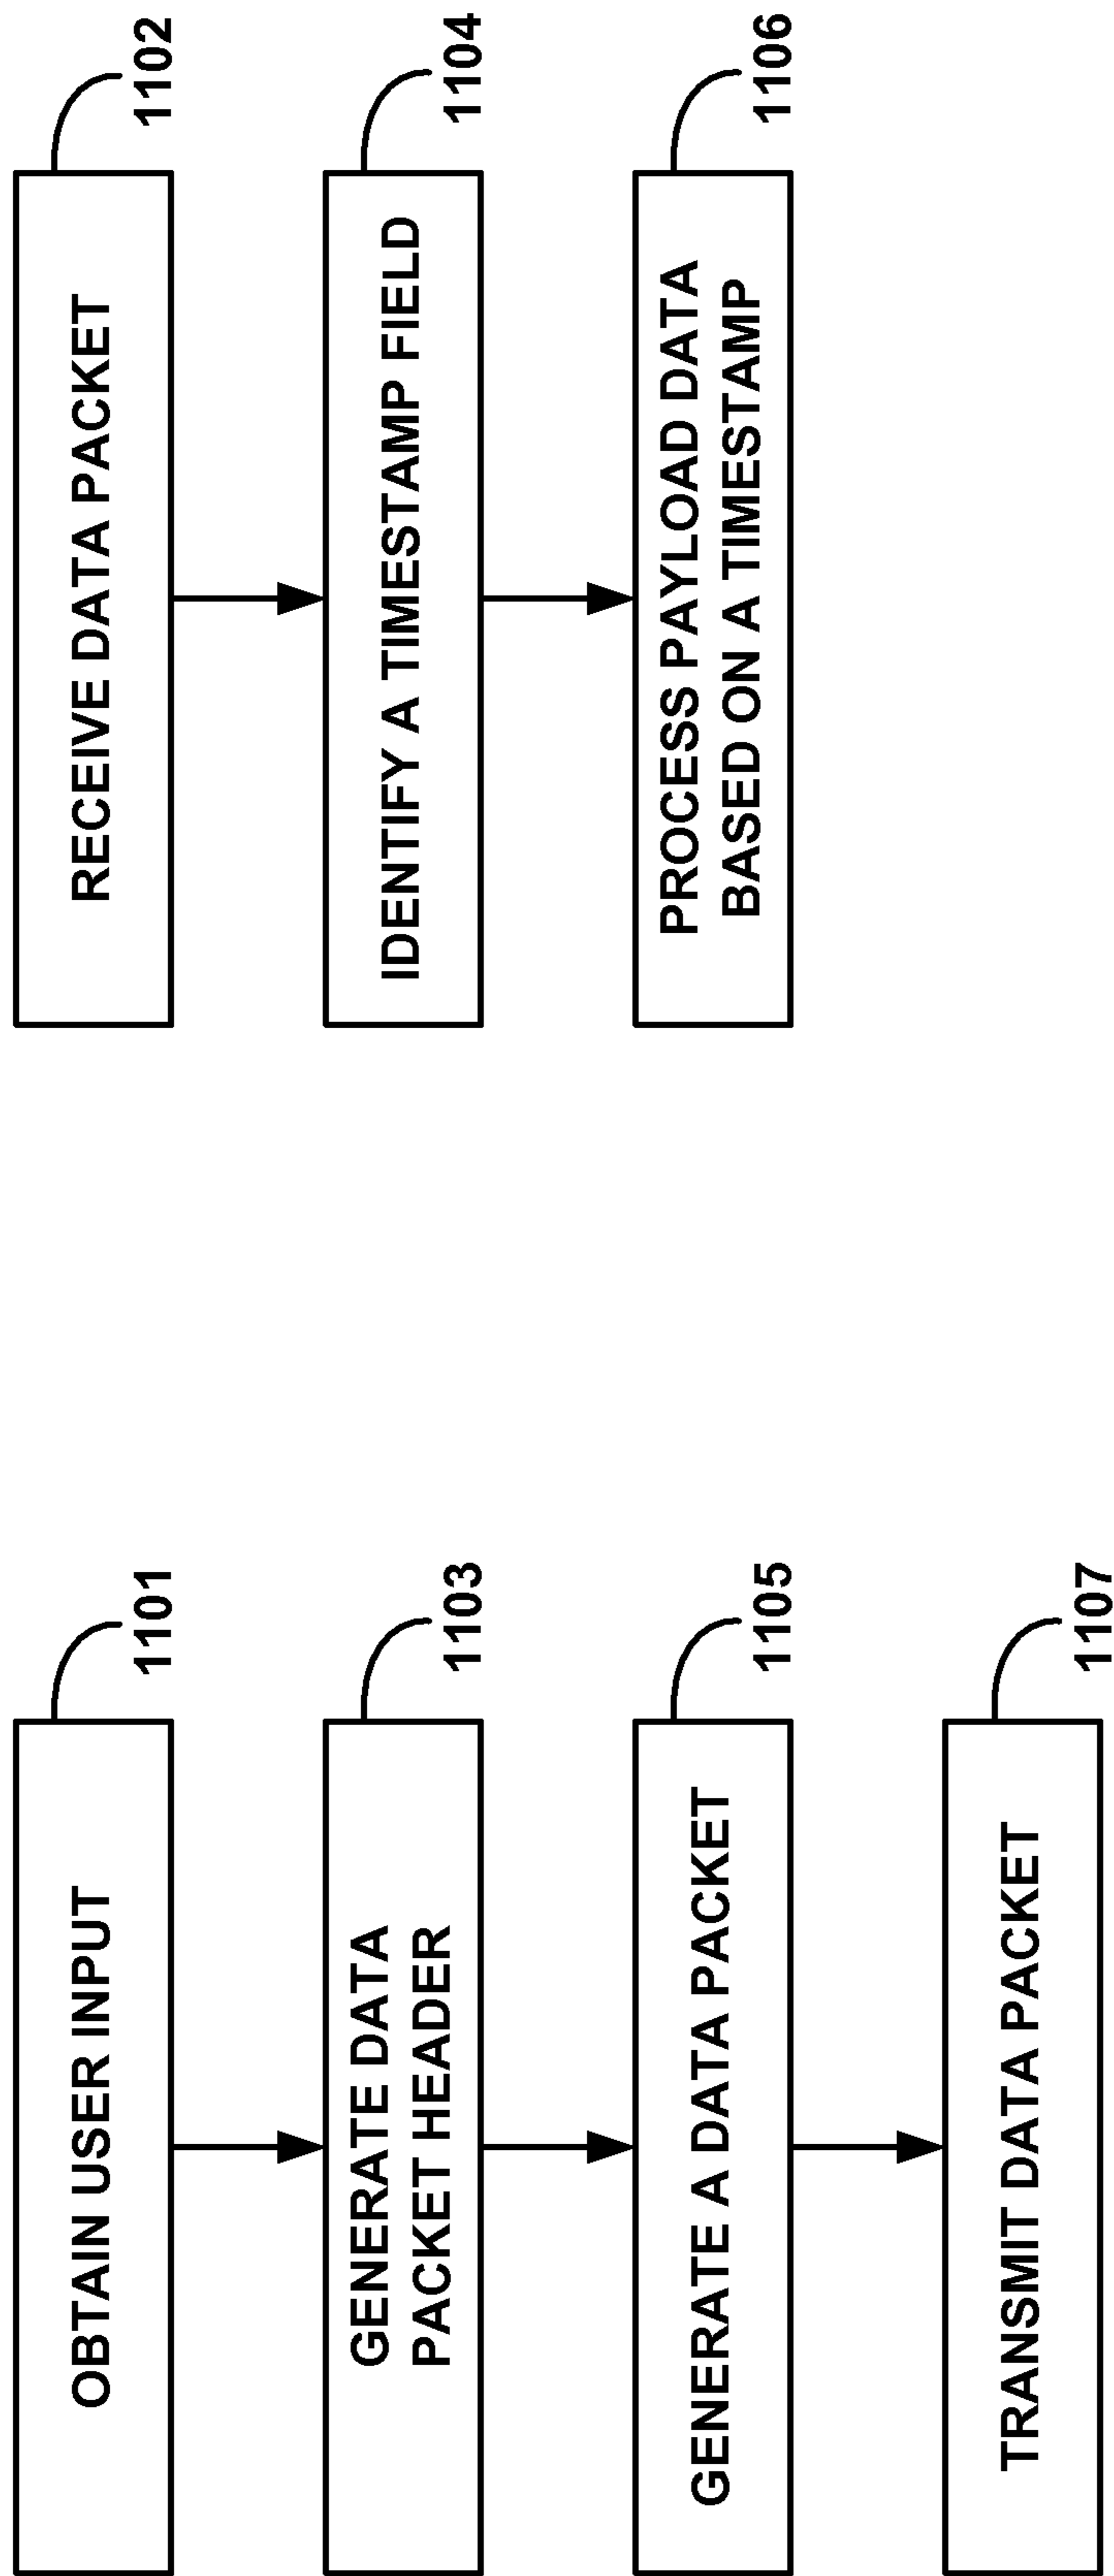 OBTAIN USER INPUT
1101
GENERATE DATA
PACKET HEADER
1103
GENERATE A DATA PACKET
1105
TRANSMIT DATA PACKET
1107
RECEIVE DATA PACKET
1102
IDENTIFY A TIMESTAMP FIELD
1104
PROCESS PAYLOAD DATA
BASED ON A TIMESTAMP
1106